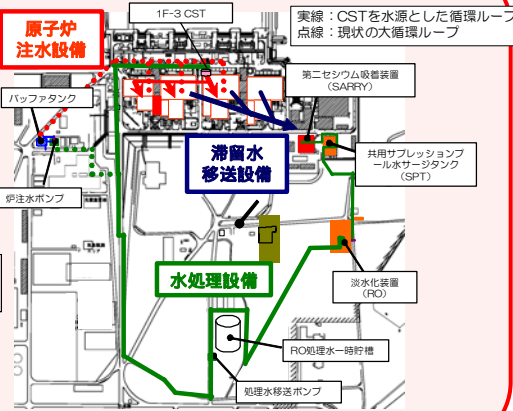 1F-3 CST
実線：CSTを水源とした循環ループ
点線：現状の大循環ループ
原子炉
注水設備
第二セシウム吸着装置
（SARRY）
バッファタンク
滞留水
移送設備
共用サプレッションプ
ール水サージタンク
（SPT）
炉注水ポンプ
水処理設備
淡水化装置
（RO）
RO処理水一時貯槽
処理水移送ポンプ